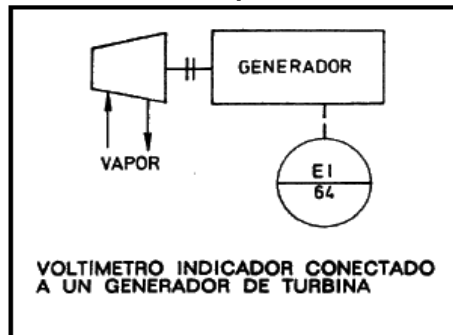 GENERADOR
VAPOR
EI
64
VOLTIMETRO INDICADOR CONECTADO
A UN GENERADOR DE TURBINA